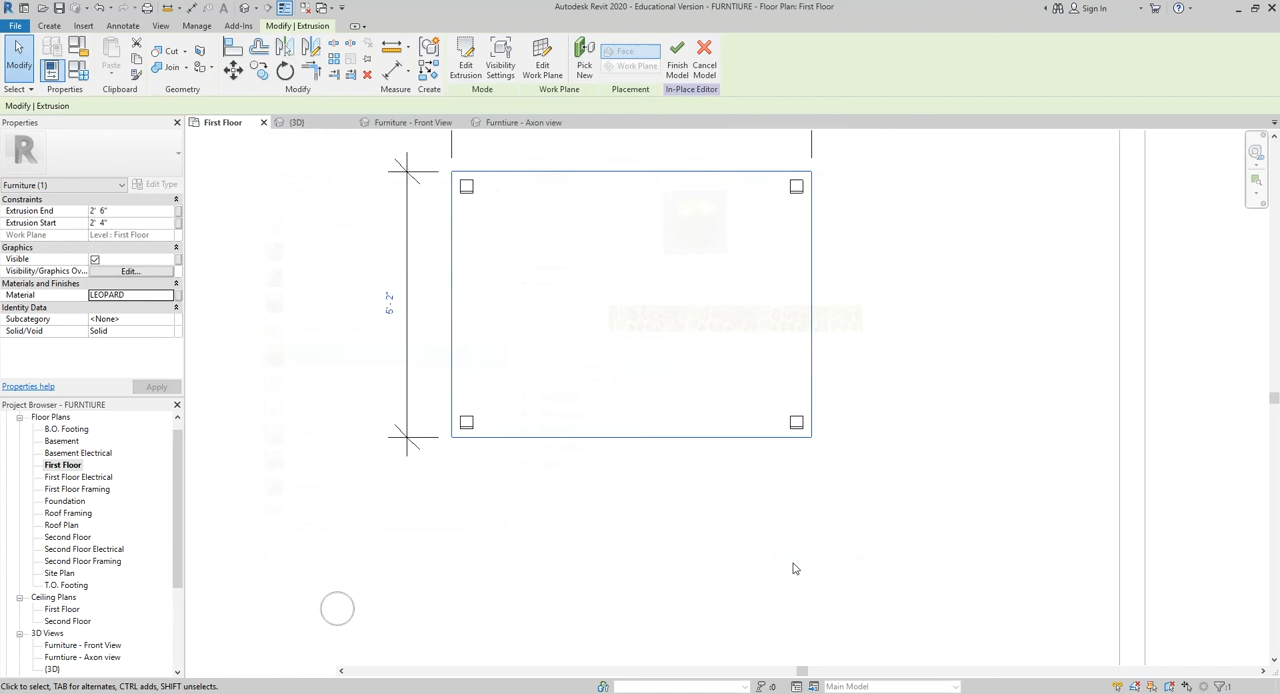 Autodesk Revit 2020 - Educational Version - FURNTIURE - Floor Plan: First Floor
Sign In
File Create Insert Annotate View Manage Add-Ins Modify | Extrusion
Modify
Paste
Cut
Join
Edit Extrusion
Visibility Settings
Edit Work Plane
Pick New
Face
Work Plane
Finish Model
Cancel Model
Select Properties Clipboard Geometry Modify Measure Create Mode Work Plane Placement In-Place Editor
Modify | Extrusion
Properties
First Floor {3D} Furniture - Front View Furntiure - Axon view
Furniture (1) Edit Type
Constraints
Extrusion End 2' 6"
Extrusion Start 2' 4"
Work Plane Level : First Floor
Graphics
Visible
Visibility/Graphics Ov... Edit...
Materials and Finishes
Material LEOPARD
Identity Data
Subcategory <None>
Solid/Void Solid
Properties help Apply
5' - 2"
Project Browser - FURNTIURE
Floor Plans
B.O. Footing
Basement
Basement Electrical
First Floor
First Floor Electrical
First Floor Framing
Foundation
Roof Framing
Roof Plan
Second Floor
Second Floor Electrical
Second Floor Framing
Site Plan
T.O. Footing
Ceiling Plans
First Floor
Second Floor
3D Views
Furniture - Front View
Furntiure - Axon view
{3D}
Click to select, TAB for alternates, CTRL adds, SHIFT unselects. :0 Main Model :1